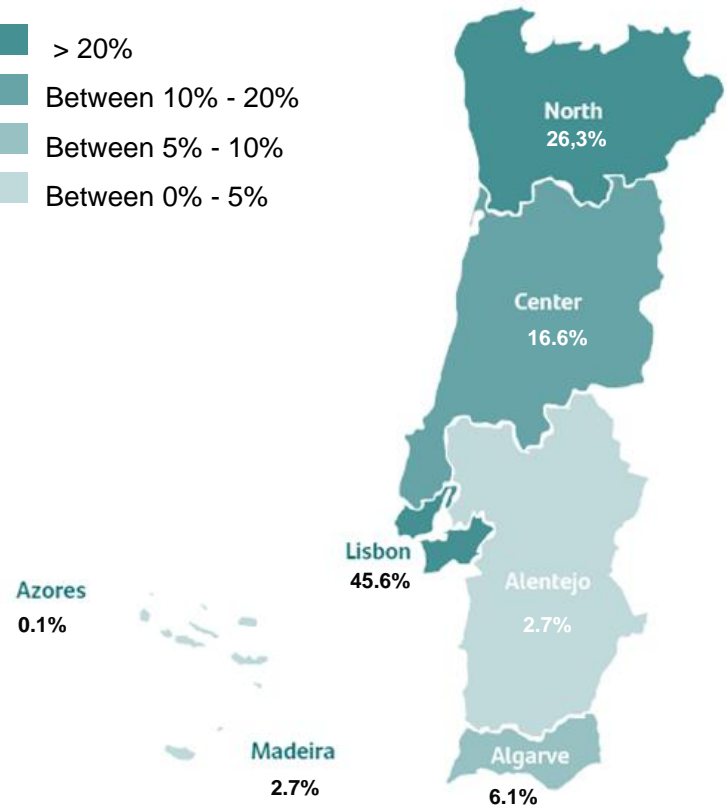 > 20%
Between 10% - 20%
Between 5% - 10%
Between 0% - 5%
North
26,3%
Center
16.6%
Lisbon
45.6%
Alentejo
2.7%
Azores
0.1%
Madeira
2.7%
Algarve
6.1%